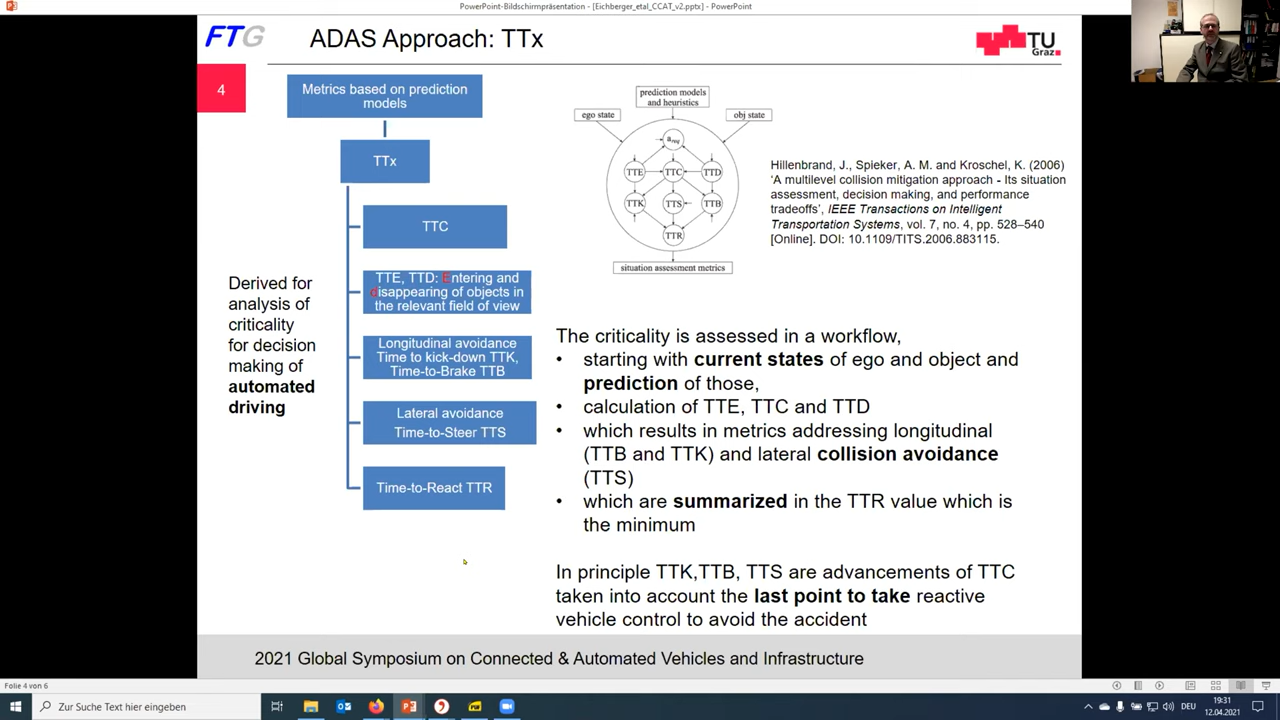 PowerPoint-Bildschirmpräsentation - [Eichberger_etal_CCAT_v2.pptx] - PowerPoint
FTG
ADAS Approach: TTx
TU
Graz
4
Metrics based on prediction
models
TTx
TTC
TTE, TTD: Entering and
disappearing of objects in
the relevant field of view
Longitudinal avoidance
Time to kick-down TTK,
Time-to-Brake TTB
Lateral avoidance
Time-to-Steer TTS
Time-to-React TTR
Derived for
analysis of
criticality
for decision
making of
automated
driving
prediction models
and heuristics
ego state
obj state
a_req
TTE
TTC
TTD
TTK
TTS
TTB
TTR
situation assessment metrics
Hillenbrand, J., Spieker, A. M. and Kroschel, K. (2006)
'A multilevel collision mitigation approach - Its situation
assessment, decision making, and performance
tradeoffs', IEEE Transactions on Intelligent
Transportation Systems, vol. 7, no. 4, pp. 528–540
[Online]. DOI: 10.1109/TITS.2006.883115.
The criticality is assessed in a workflow,
• starting with current states of ego and object and
prediction of those,
• calculation of TTE, TTC and TTD
• which results in metrics addressing longitudinal
(TTB and TTK) and lateral collision avoidance
(TTS)
• which are summarized in the TTR value which is
the minimum
In principle TTK,TTB, TTS are advancements of TTC
taken into account the last point to take reactive
vehicle control to avoid the accident
2021 Global Symposium on Connected & Automated Vehicles and Infrastructure
Folie 4 von 6
Zur Suche Text hier eingeben
DEU
19:31
12.04.2021